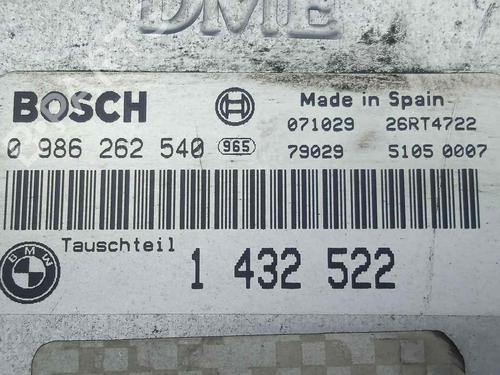 DME
BOSCH
Made in Spain
071029 26RT4722
0 986 262 540 965
79029 5105 0007
BMW
Tauschteil
1 432 522